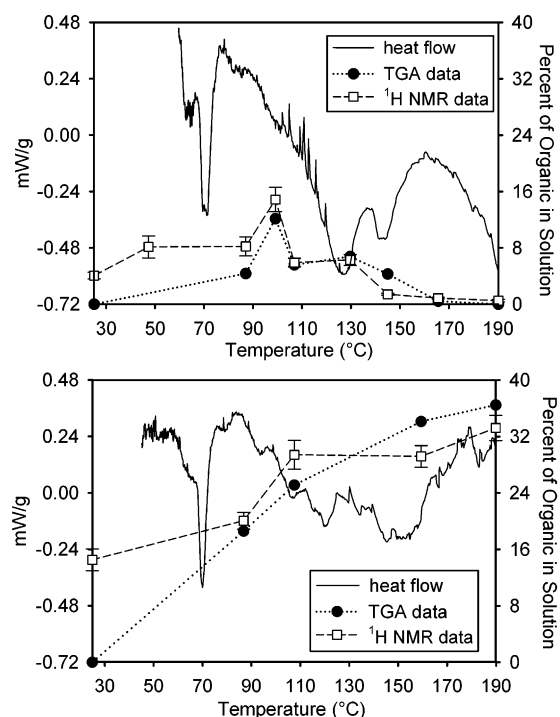 0.48
0.24
0.00
-0.24
-0.48
-0.72
mW/g
40
32
24
16
8
0
Percent of Organic in Solution
heat flow
TGA data
¹H NMR data
30 50 70 90 110 130 150 170 190
Temperature (°C)
0.48
0.24
0.00
-0.24
-0.48
-0.72
mW/g
40
32
24
16
8
0
Percent of Organic in Solution
heat flow
TGA data
¹H NMR data
30 50 70 90 110 130 150 170 190
Temperature (°C)